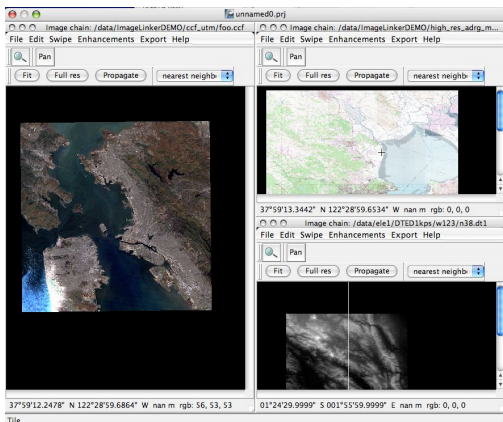 unnamed0.prj
Image chain: /data/ImageLinkerDEMO/ccf_utm/foo.ccf
File Edit Swipe Enhancements Export Help
Pan
Fit Full res Propagate nearest neighb
37°59'12.2478" N 122°28'59.6864" W nan m rgb: 56, 53, 53
Image chain: /data/ImageLinkerDEMO/high_res_adrg_m...
File Edit Swipe Enhancements Export Help
Pan
Fit Full res Propagate nearest neighb
37°59'13.3442" N 122°28'59.6534" W nan m rgb: 0, 0, 0
Image chain: /data/ele1/DTED1kps/w123/n38.dt1
File Edit Swipe Enhancements Export Help
Pan
Fit Full res Propagate nearest neighb
01°24'29.9999" S 001°55'59.9999" E nan m rgb: 0, 0, 0
Tile